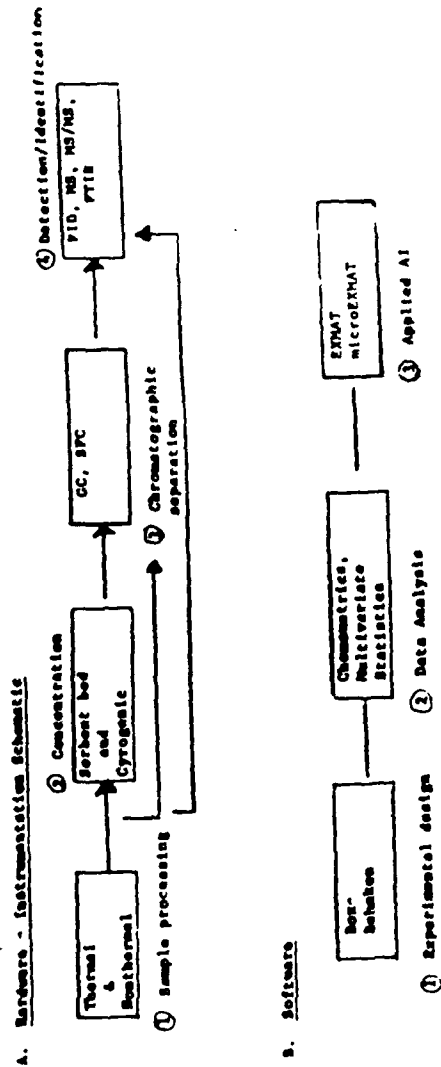 A. Hardware - Instrumentation Schematic
Thermal
&
Nonthermal
① Sample processing
② Concentration
Sorbent bed
and
Cyrogenic
GC, SFC
③ Chromatographic
separation
④ Detection/identification
FID, MS, MS/MS,
FTIR
B. Software
Box-
behnken
① Experimental design
Chemometrics,
Multivariate
Statistics
② Data Analysis
EXMAT
microEXMAT
③ Applied AI